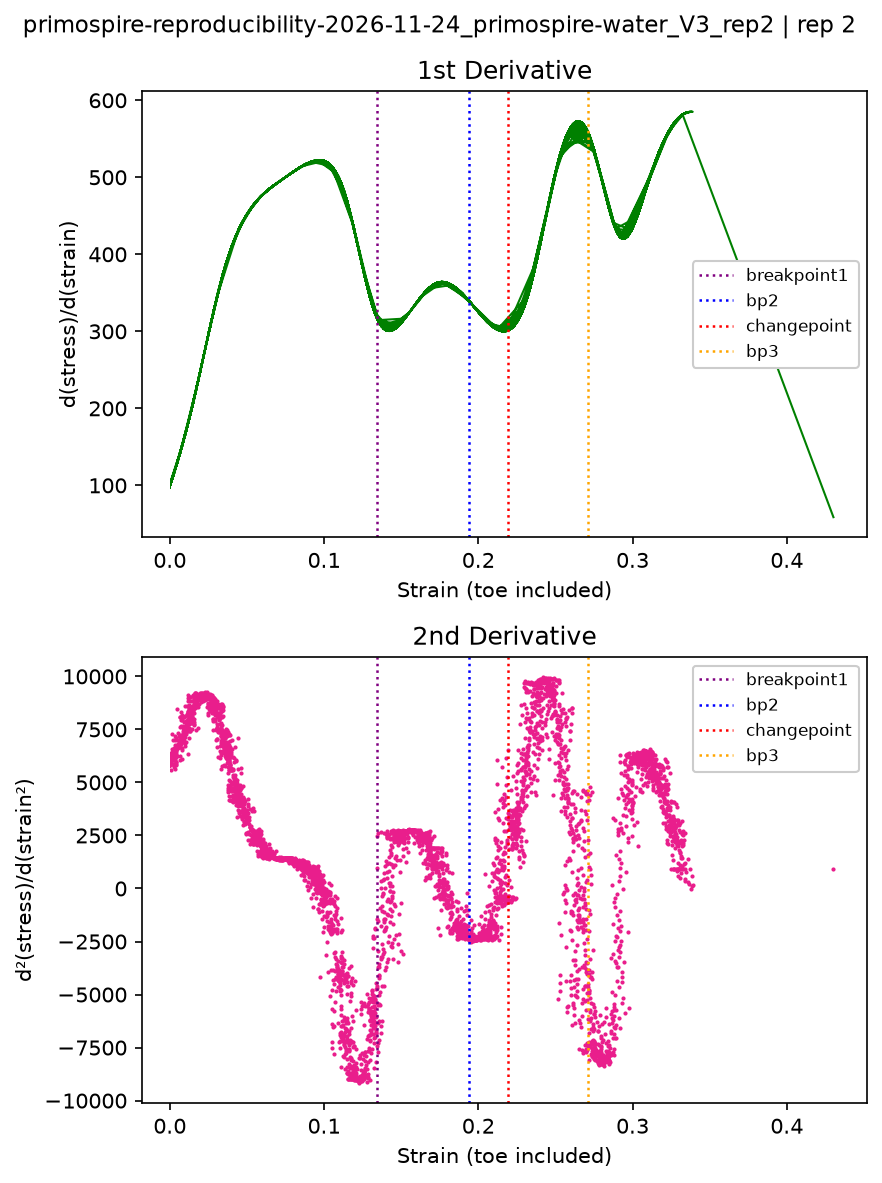 primospire-reproducibility-2026-11-24_primospire-water_V3_rep2 | rep 2
1st Derivative
d(stress)/d(strain)
600
500
400
300
200
100
breakpoint1
bp2
changepoint
bp3
0.0 0.1 0.2 0.3 0.4
Strain (toe included)
2nd Derivative
d²(stress)/d(strain²)
10000
7500
5000
2500
0
−2500
−5000
−7500
−10000
breakpoint1
bp2
changepoint
bp3
0.0 0.1 0.2 0.3 0.4
Strain (toe included)